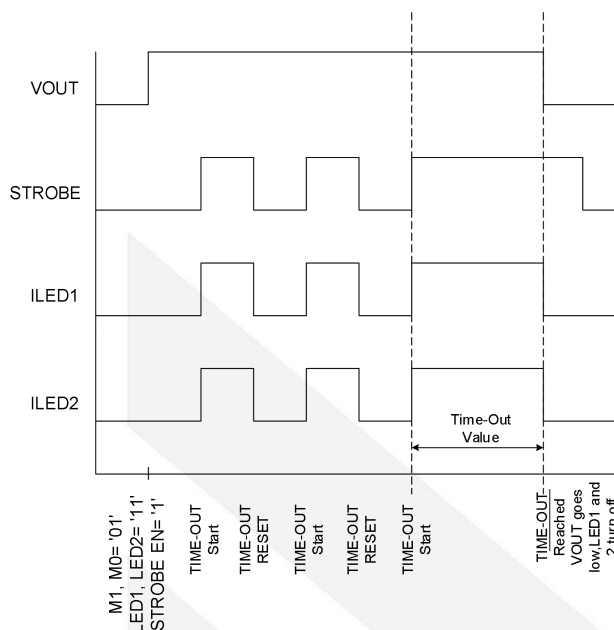 VOUT
STROBE
ILED1
ILED2
Time-Out
Value
M1, M0= '01'
LED1, LED2= '11'
STROBE EN= '1'
TIME-OUT
Start
TIME-OUT
RESET
TIME-OUT
Start
TIME-OUT
RESET
TIME-OUT
Start
TIME-OUT
Reached
VOUT goes
low,LED1 and
2 turn off